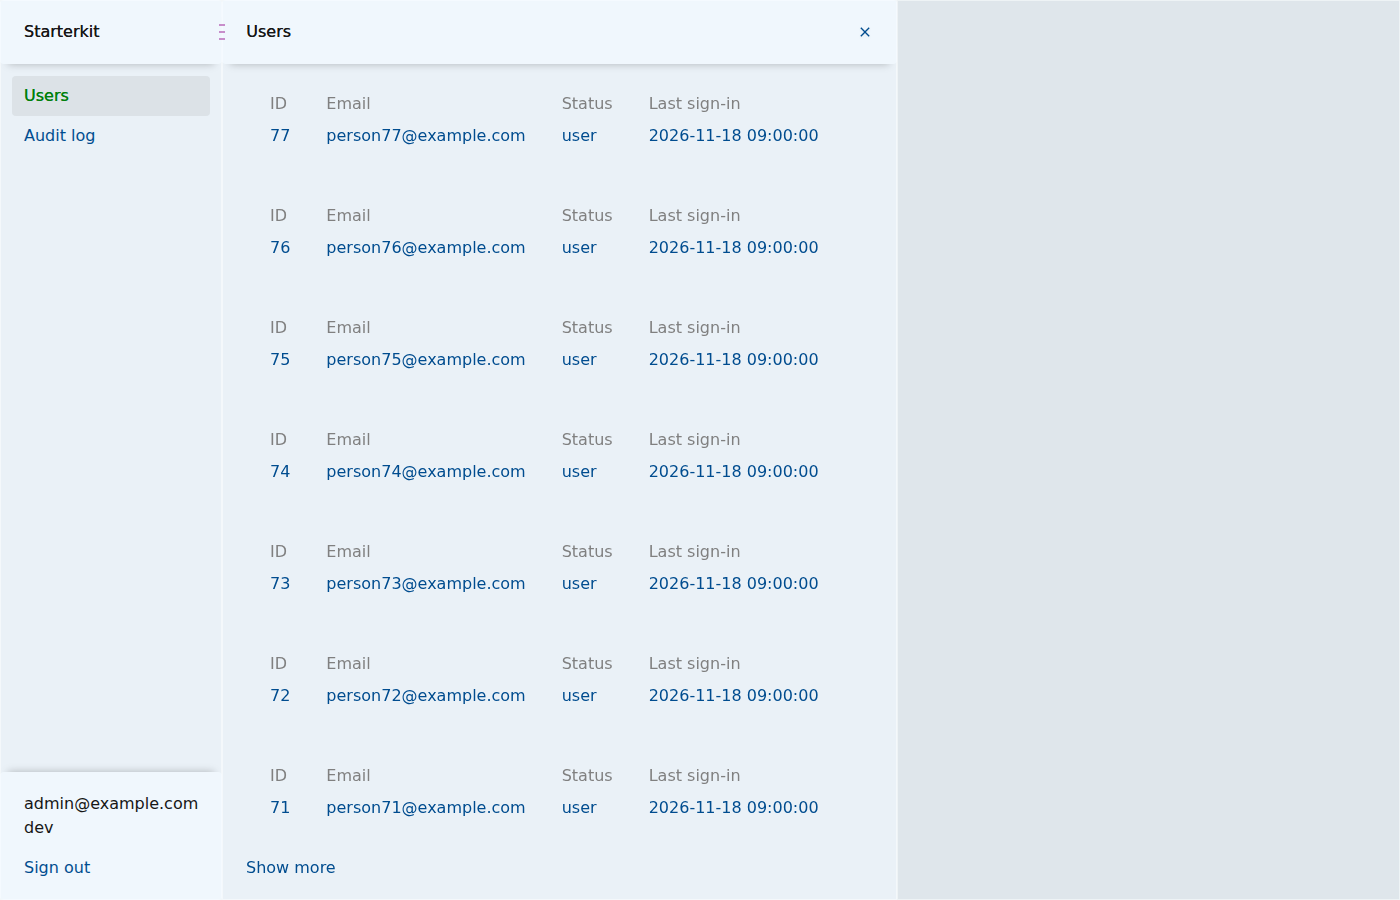 Starterkit
Users
Audit log
admin@example.com
dev
Sign out
Users ×
ID Email Status Last sign-in
77 person77@example.com user 2026-11-18 09:00:00
ID Email Status Last sign-in
76 person76@example.com user 2026-11-18 09:00:00
ID Email Status Last sign-in
75 person75@example.com user 2026-11-18 09:00:00
ID Email Status Last sign-in
74 person74@example.com user 2026-11-18 09:00:00
ID Email Status Last sign-in
73 person73@example.com user 2026-11-18 09:00:00
ID Email Status Last sign-in
72 person72@example.com user 2026-11-18 09:00:00
ID Email Status Last sign-in
71 person71@example.com user 2026-11-18 09:00:00
Show more